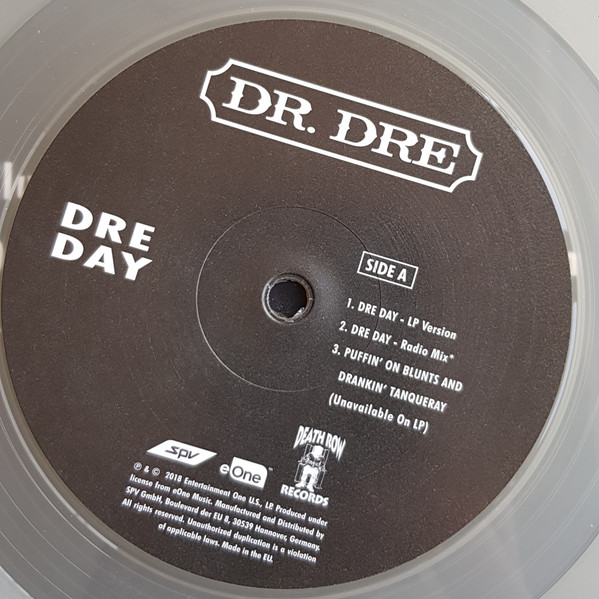 DR. DRE
DRE
DAY
SIDE A
1. DRE DAY - LP Version
2. DRE DAY - Radio Mix*
3. PUFFIN' ON BLUNTS AND
DRANKIN' TANQUERAY
(Unavailable On LP)
SPV
eOne™
DEATH ROW
RECORDS
℗ & © 2018 Entertainment One U.S., LP Produced under
license from eOne Music. Manufactured and Distributed by
SPV GmbH, Boulevard der EU 8, 30539 Hannover, Germany.
All rights reserved. Unauthorized duplication is a violation
of applicable laws. Made in the EU.